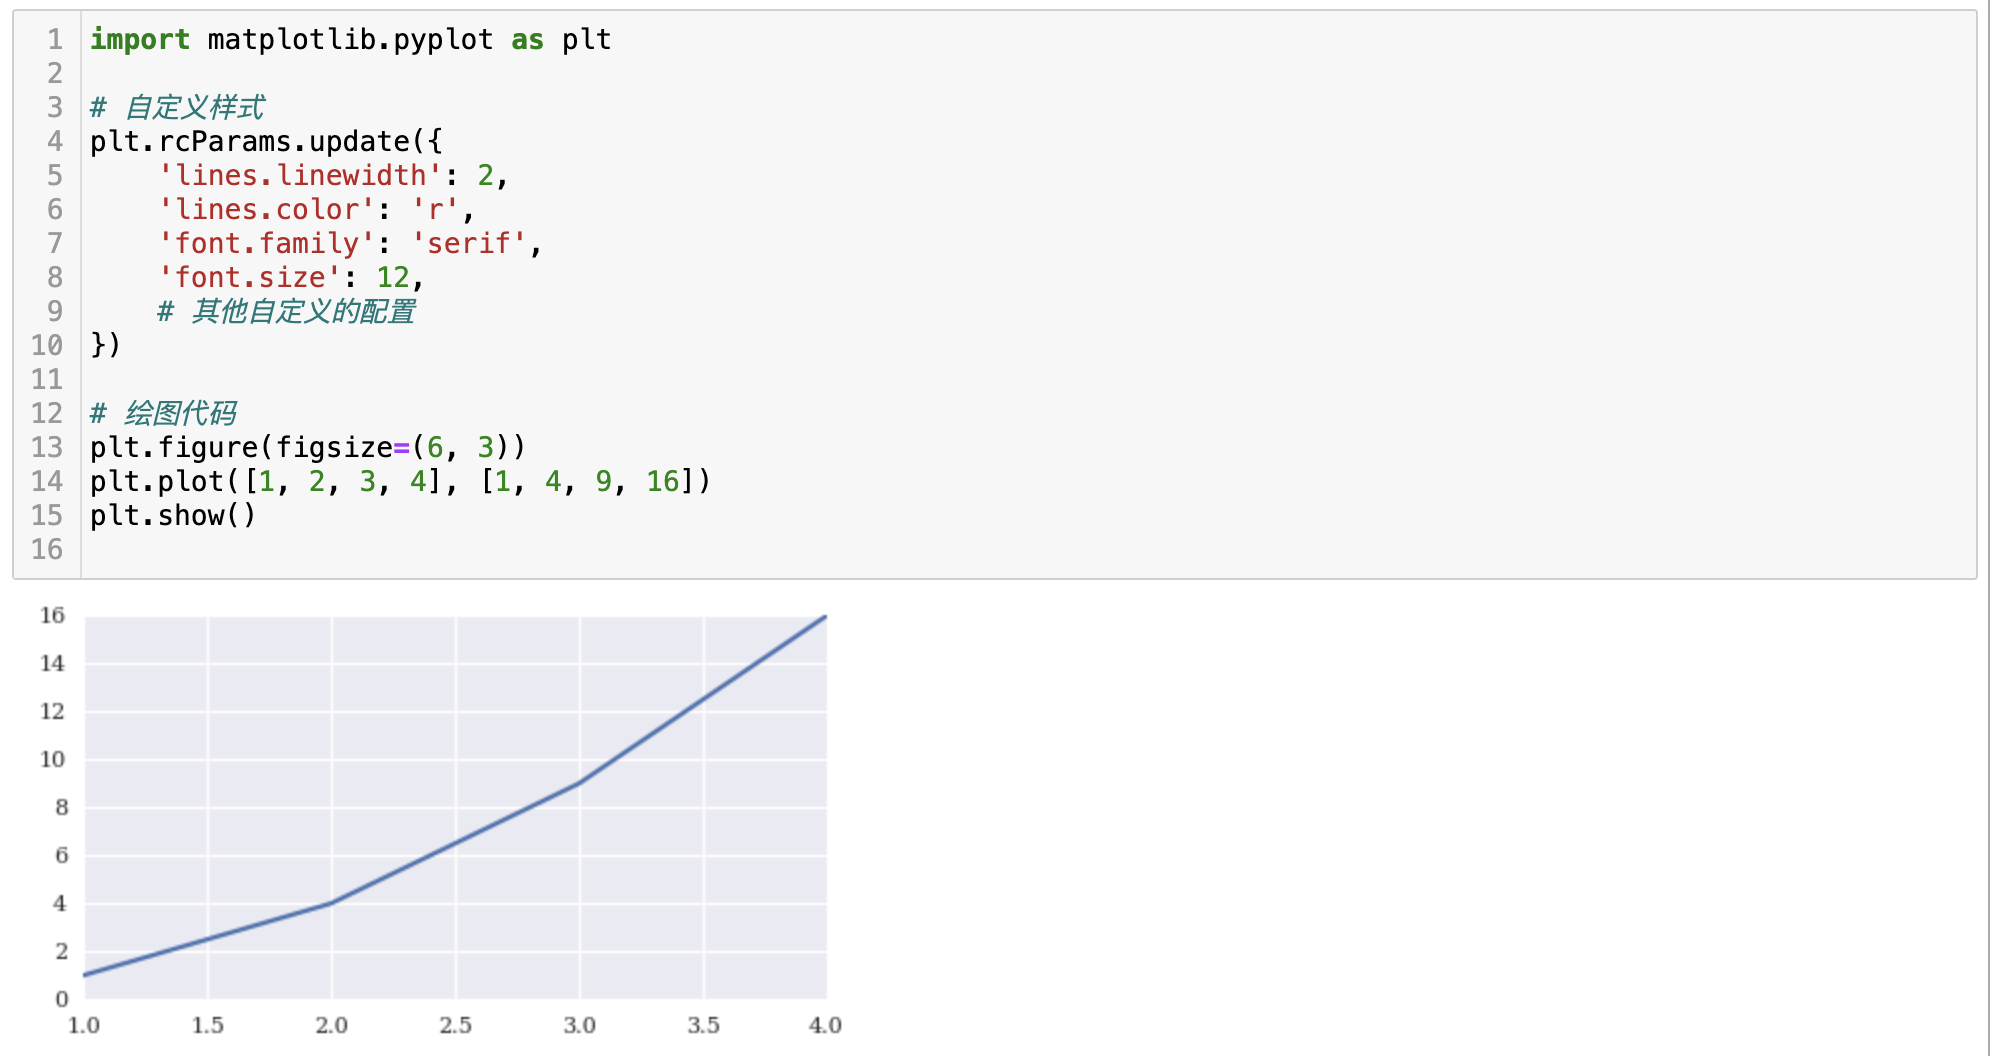 1 import matplotlib.pyplot as plt
2
3 # 自定义样式
4 plt.rcParams.update({
5     'lines.linewidth': 2,
6     'lines.color': 'r',
7     'font.family': 'serif',
8     'font.size': 12,
9     # 其他自定义的配置
10 })
11
12 # 绘图代码
13 plt.figure(figsize=(6, 3))
14 plt.plot([1, 2, 3, 4], [1, 4, 9, 16])
15 plt.show()
16
16
14
12
10
8
6
4
2
0
1.0 1.5 2.0 2.5 3.0 3.5 4.0